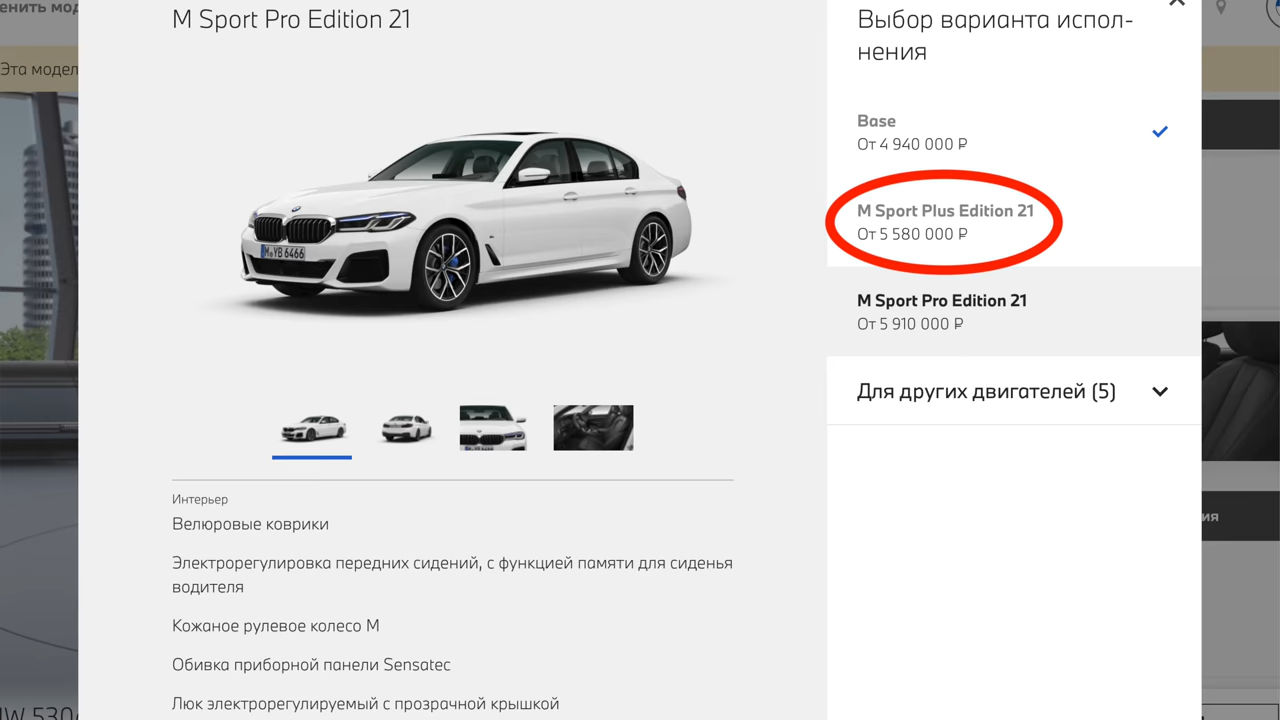 M Sport Pro Edition 21
Эта модел
M YB 6466
Интерьер
Велюровые коврики
Электрорегулировка передних сидений, с функцией памяти для сиденья
водителя
Кожаное рулевое колесо M
Обивка приборной панели Sensatec
Люк электрорегулируемый с прозрачной крышкой
Выбор варианта испол-
нения
Base
От 4 940 000 ₽
M Sport Plus Edition 21
От 5 580 000 ₽
M Sport Pro Edition 21
От 5 910 000 ₽
Для других двигателей (5)
ия